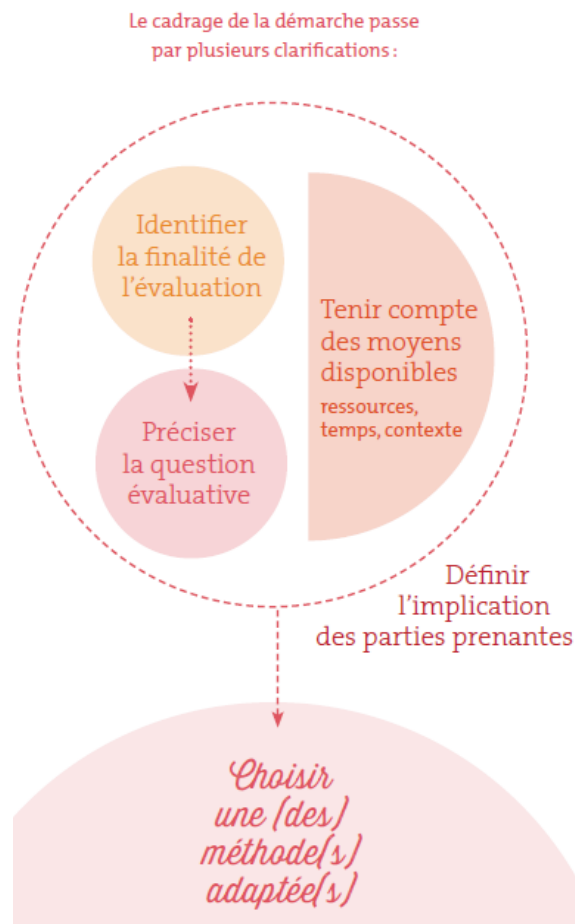 Le cadrage de la démarche passe
par plusieurs clarifications :
Identifier
la finalité de
l'évaluation
Préciser
la question
évaluative
Tenir compte
des moyens
disponibles
ressources,
temps, contexte
Définir
l'implication
des parties prenantes
Choisir
une (des)
méthode(s)
adaptée(s)